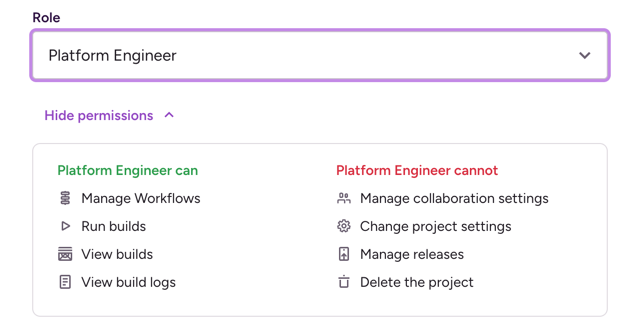 Role
Platform Engineer
Hide permissions
Platform Engineer can
Manage Workflows
Run builds
View builds
View build logs
Platform Engineer cannot
Manage collaboration settings
Change project settings
Manage releases
Delete the project